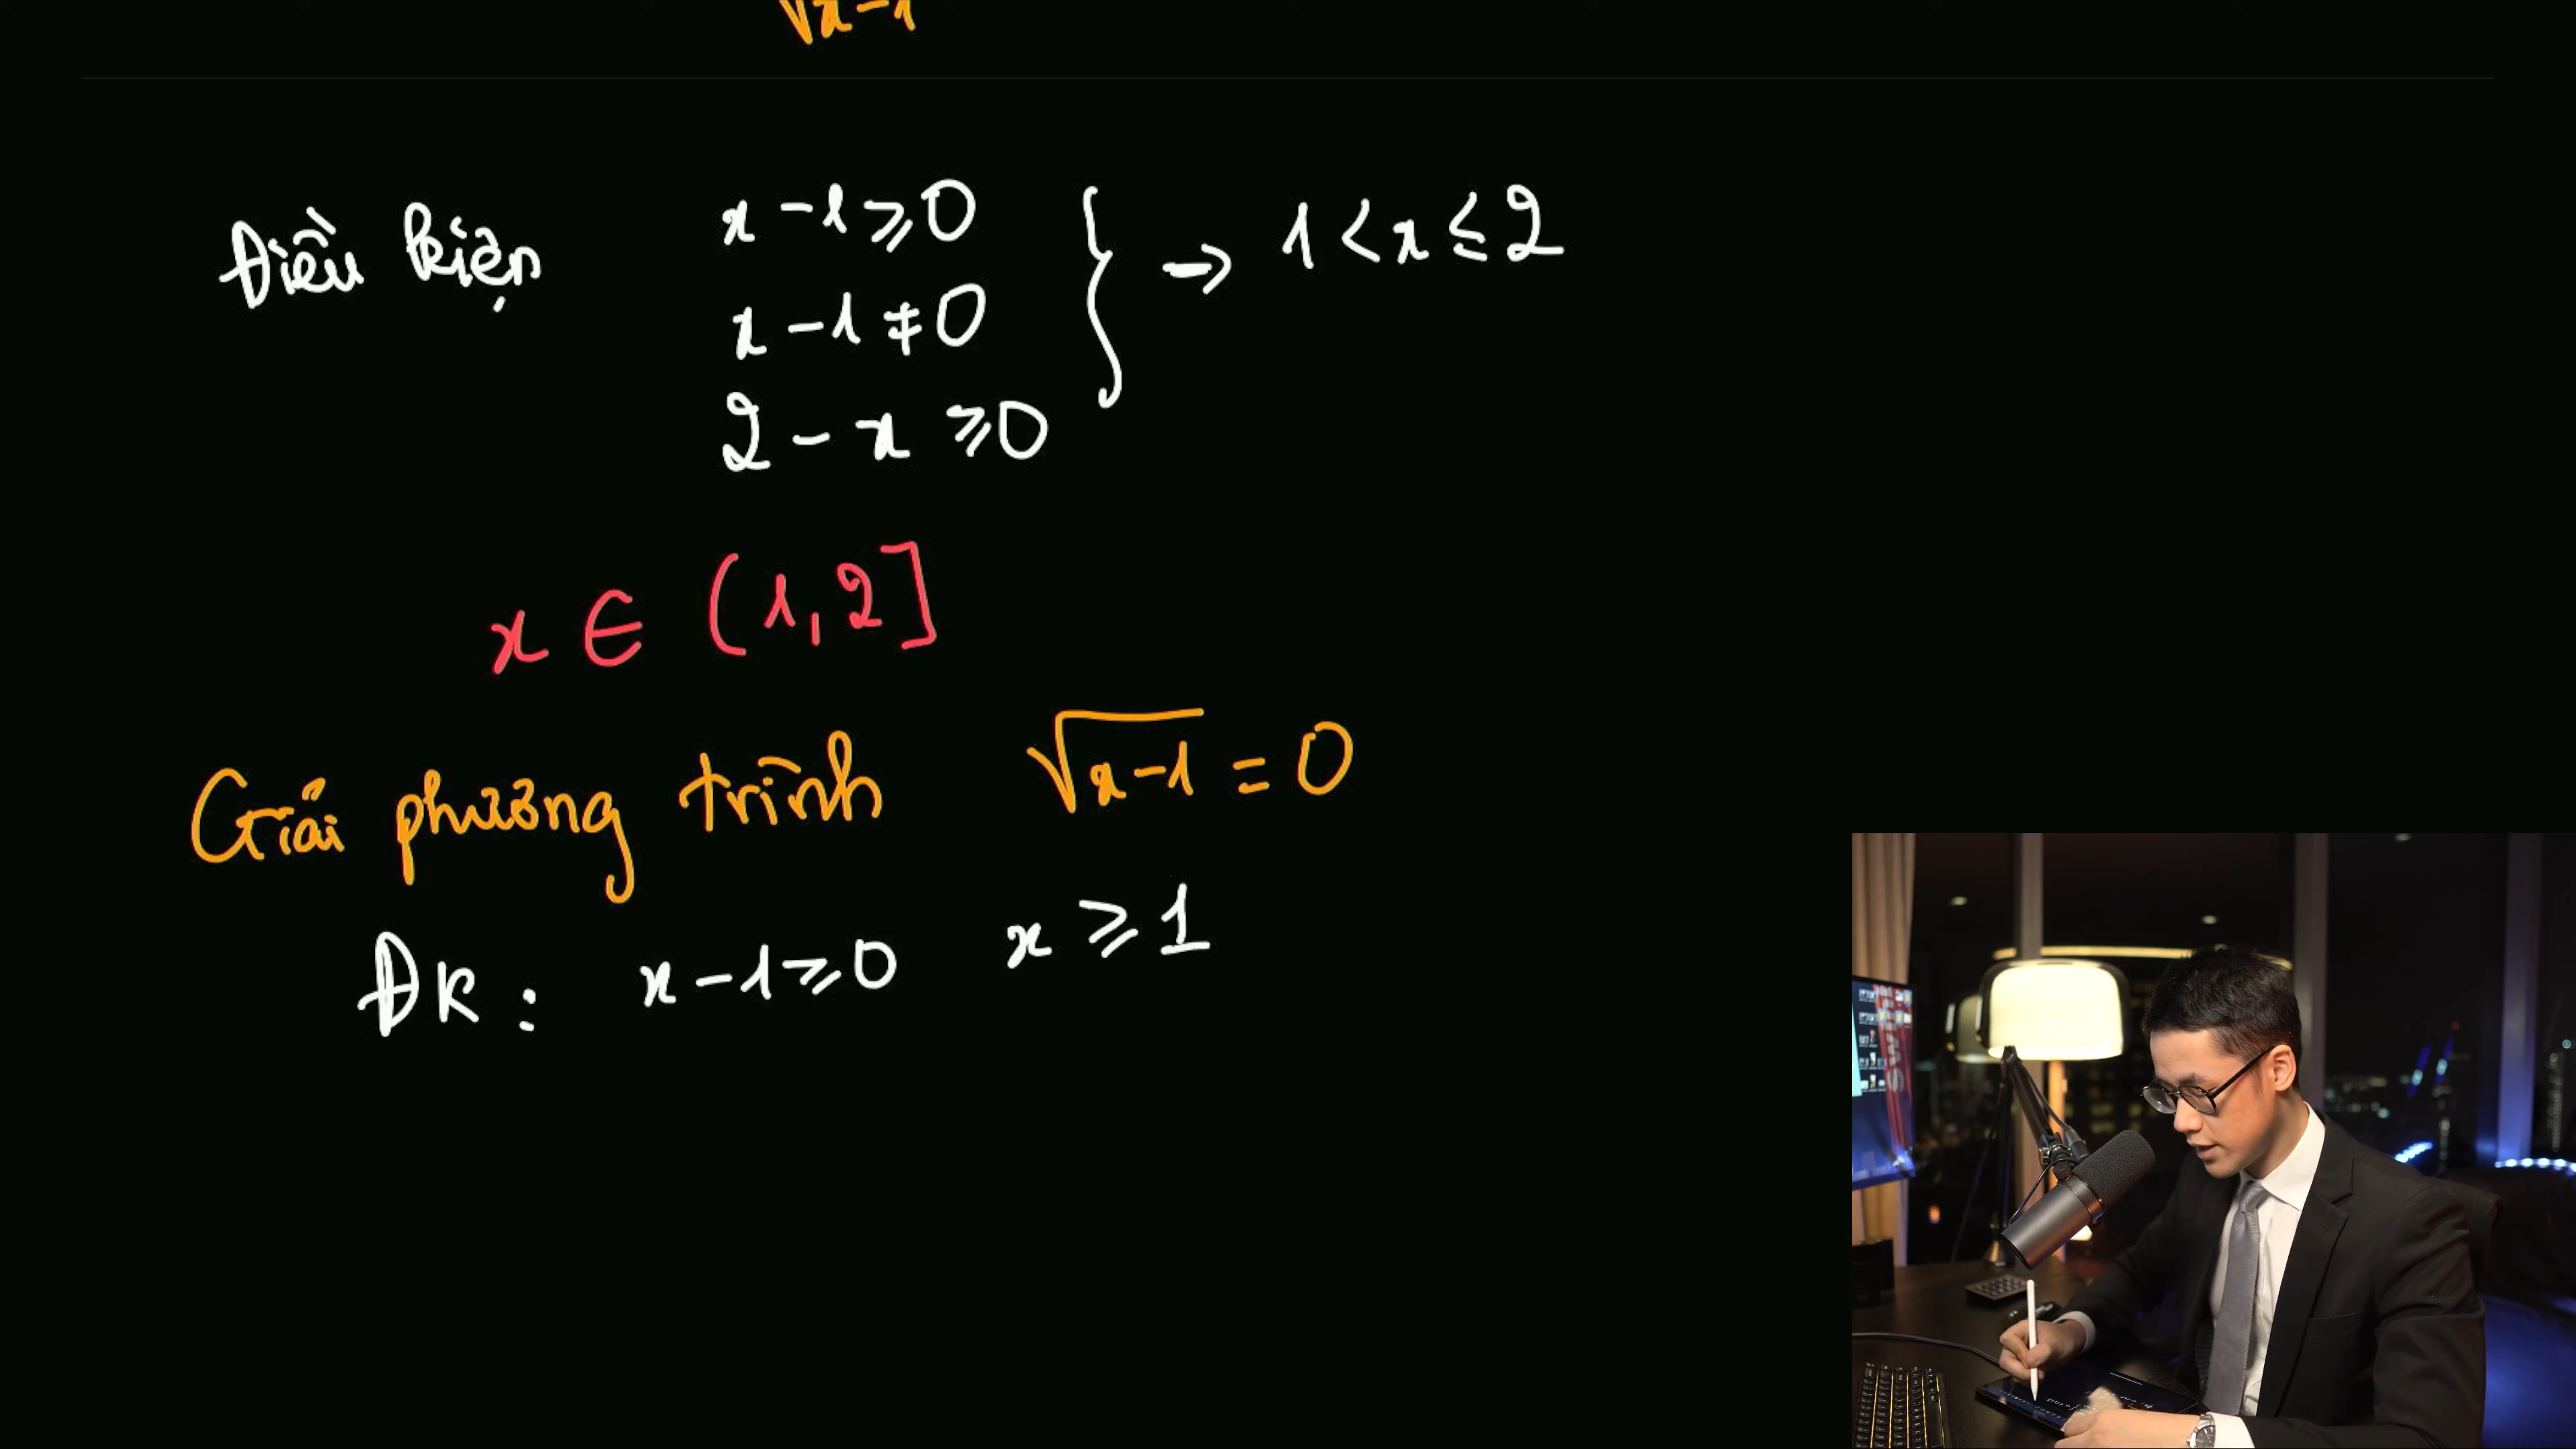 √x-1
Điều kiện
x-1⩾0
x-1≠0
2-x⩾0
} → 1<x≤2
x ∈ (1,2]
Giải phương trình √x-1 = 0
ĐK: x-1⩾0 x ⩾ 1